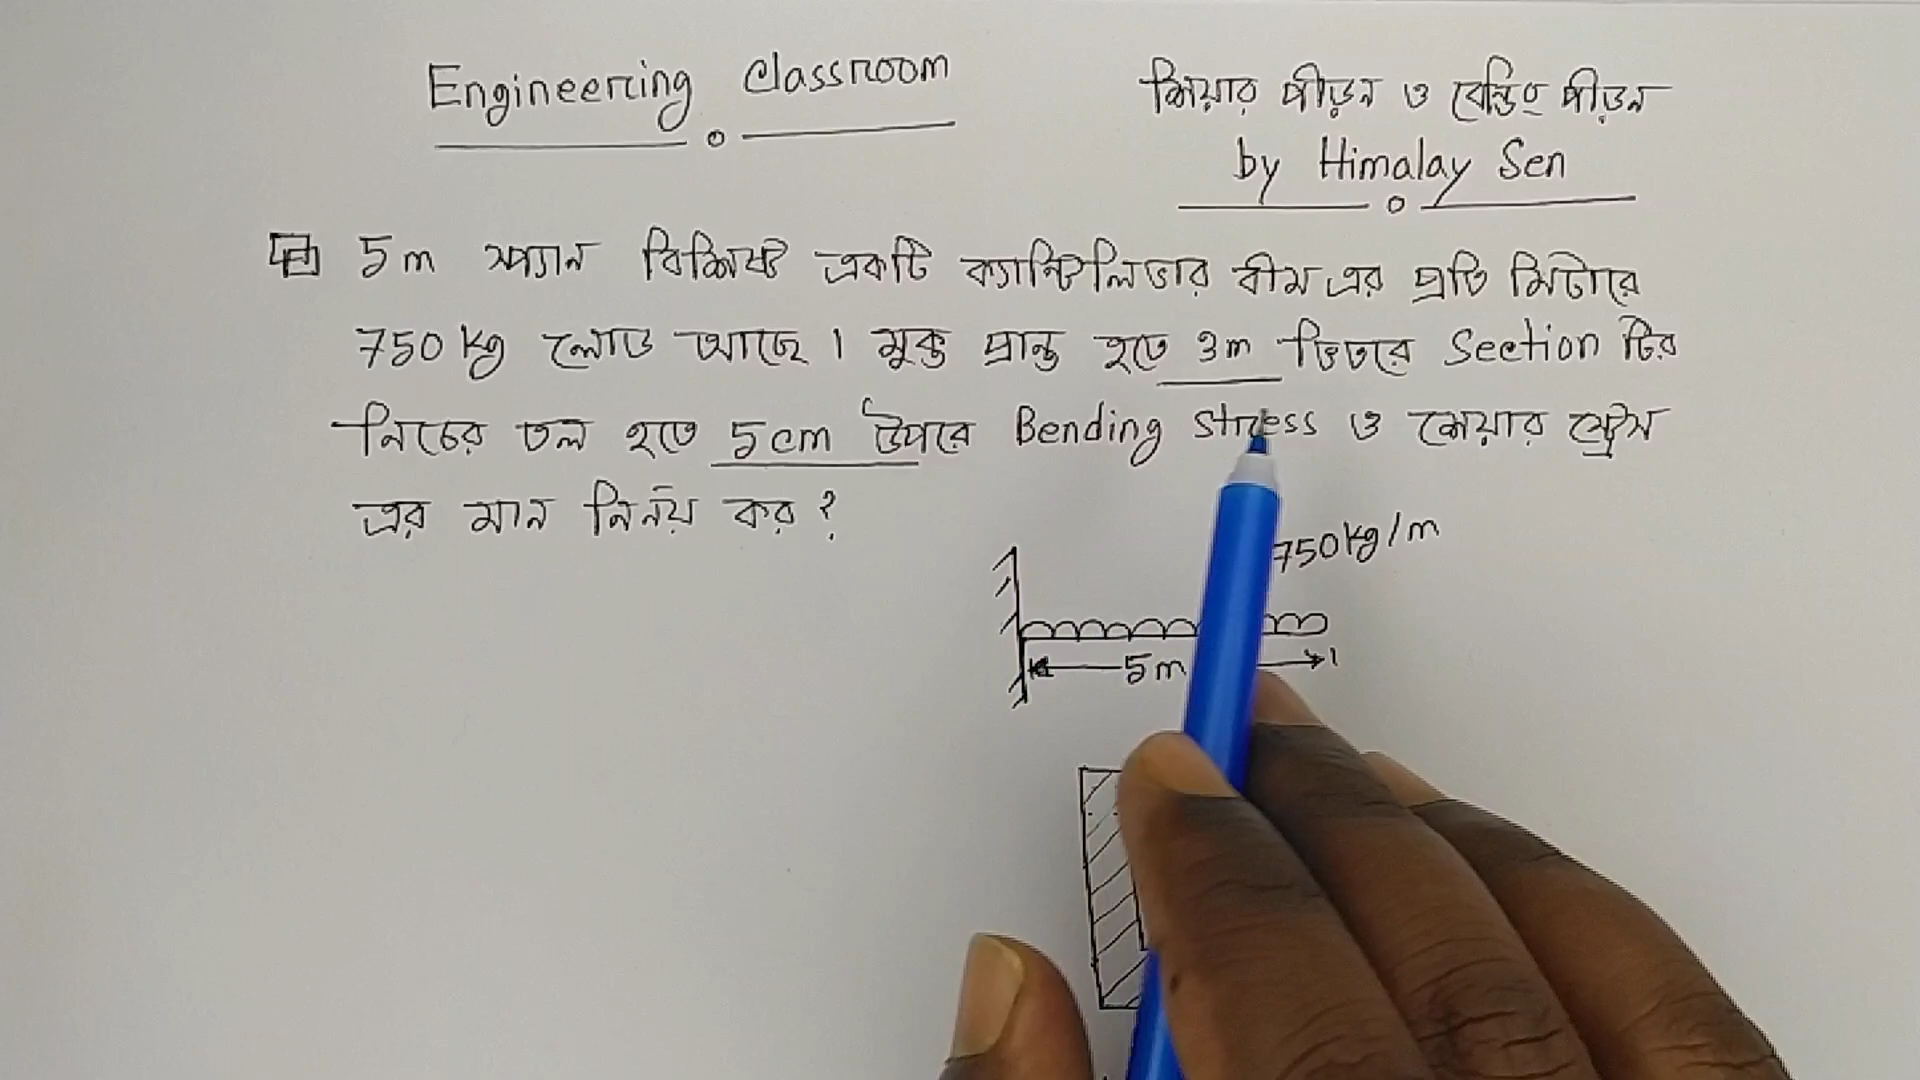 Engineering Classroom
শিয়ার পীড়ন ও বেন্ডিং পীড়ন
by Himalay Sen
5m স্প্যান বিশিষ্ট একটি ক্যান্টিলিভার বীম এর প্রতি মিটারে
750 kg লোড আছে। মুক্ত প্রান্ত হতে 3m ভিতরে Section টির
নিচের তল হতে 5cm উপরে Bending stress ও শেয়ার স্ট্রেস
এর মান নির্নয় কর?
750kg/m
5m